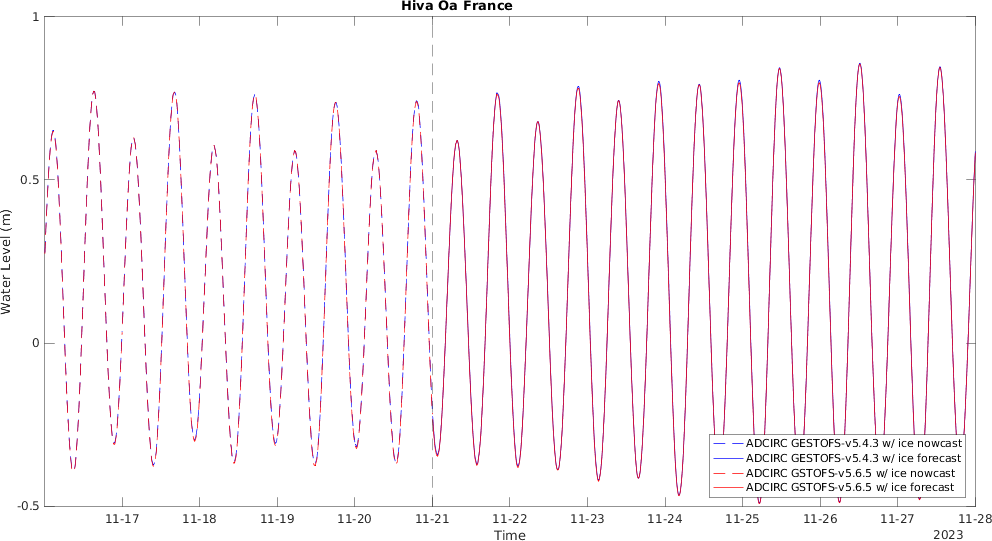 Hiva Oa France
1
0.5
0
-0.5
Water Level (m)
ADCIRC GESTOFS-v5.4.3 w/ ice nowcast
ADCIRC GESTOFS-v5.4.3 w/ ice forecast
ADCIRC GSTOFS-v5.6.5 w/ ice nowcast
ADCIRC GSTOFS-v5.6.5 w/ ice forecast
11-17 11-18 11-19 11-20 11-21 11-22 11-23 11-24 11-25 11-26 11-27 11-28
Time
2023